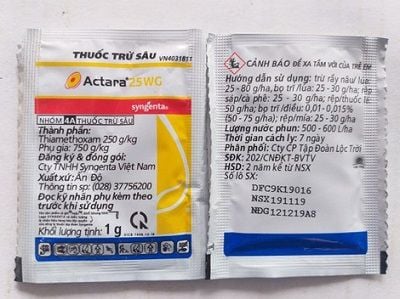 THUỐC TRỪ SÂU
VN4031811
Actara 25WG
syngenta
NHÓM 4A THUỐC TRỪ SÂU
Thành phần:
Thiamethoxam 250 g/kg
Phụ gia: 750 g/kg
Đăng ký & đóng gói:
Cty TNHH Syngenta Việt Nam
Xuất xứ: Ấn Độ
Thông tin sp: (028) 37756200
Đọc kỹ nhãn phụ kèm theo
trước khi sử dụng
Khối lượng tịnh: 1 g
CẢNH BÁO ĐỂ XA TẦM VỚI CỦA TRẺ EM
Hướng dẫn sử dụng: trừ rầy nâu/ lúa:
25 - 80 g/ha, bọ trĩ/lúa: 25 - 30 g/ha; rệp
sáp/cà phê: 25 - 30 g/ha; rệp/thuốc lá:
50 g/ha; bọ trĩ/điều: 0,01- 0,015%
(50 - 75 g/ha); rệp/mía: 25 - 30 g/ha
Lượng nước phun: 500 - 600 L/ha
Thời gian cách ly: 7 ngày
Phân phối: Cty CP Tập Đoàn Lộc Trời
SĐK: 202/CNĐKT-BVTV
HSD: 2 năm kể từ NSX
Số lô SX:
DFC9K19016
NSX 191119
NĐG 121219A8